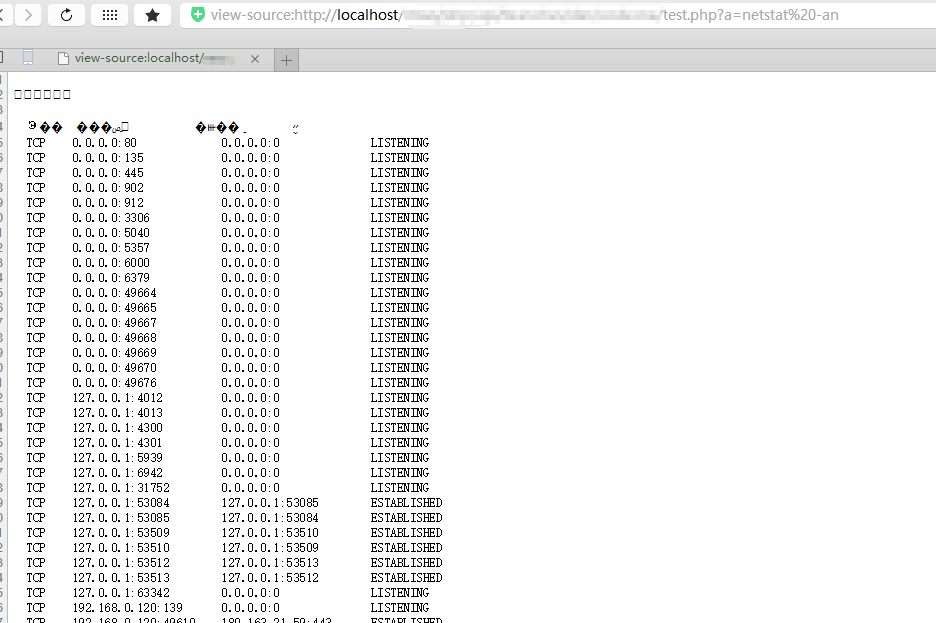 view-source:http://localhost/ /test.php?a=netstat%20-an
view-source:localhost/
TCP 0.0.0.0:80 0.0.0.0:0 LISTENING
TCP 0.0.0.0:135 0.0.0.0:0 LISTENING
TCP 0.0.0.0:445 0.0.0.0:0 LISTENING
TCP 0.0.0.0:902 0.0.0.0:0 LISTENING
TCP 0.0.0.0:912 0.0.0.0:0 LISTENING
TCP 0.0.0.0:3306 0.0.0.0:0 LISTENING
TCP 0.0.0.0:5040 0.0.0.0:0 LISTENING
TCP 0.0.0.0:5357 0.0.0.0:0 LISTENING
TCP 0.0.0.0:6000 0.0.0.0:0 LISTENING
TCP 0.0.0.0:6379 0.0.0.0:0 LISTENING
TCP 0.0.0.0:49664 0.0.0.0:0 LISTENING
TCP 0.0.0.0:49665 0.0.0.0:0 LISTENING
TCP 0.0.0.0:49667 0.0.0.0:0 LISTENING
TCP 0.0.0.0:49668 0.0.0.0:0 LISTENING
TCP 0.0.0.0:49669 0.0.0.0:0 LISTENING
TCP 0.0.0.0:49670 0.0.0.0:0 LISTENING
TCP 0.0.0.0:49676 0.0.0.0:0 LISTENING
TCP 127.0.0.1:4012 0.0.0.0:0 LISTENING
TCP 127.0.0.1:4013 0.0.0.0:0 LISTENING
TCP 127.0.0.1:4300 0.0.0.0:0 LISTENING
TCP 127.0.0.1:4301 0.0.0.0:0 LISTENING
TCP 127.0.0.1:5939 0.0.0.0:0 LISTENING
TCP 127.0.0.1:6942 0.0.0.0:0 LISTENING
TCP 127.0.0.1:31752 0.0.0.0:0 LISTENING
TCP 127.0.0.1:53084 127.0.0.1:53085 ESTABLISHED
TCP 127.0.0.1:53085 127.0.0.1:53084 ESTABLISHED
TCP 127.0.0.1:53509 127.0.0.1:53510 ESTABLISHED
TCP 127.0.0.1:53510 127.0.0.1:53509 ESTABLISHED
TCP 127.0.0.1:53512 127.0.0.1:53513 ESTABLISHED
TCP 127.0.0.1:53513 127.0.0.1:53512 ESTABLISHED
TCP 127.0.0.1:63342 0.0.0.0:0 LISTENING
TCP 192.168.0.120:139 0.0.0.0:0 LISTENING
TCP 192.168.0.120:49610 180.163.21.59:443 ESTABLISHED